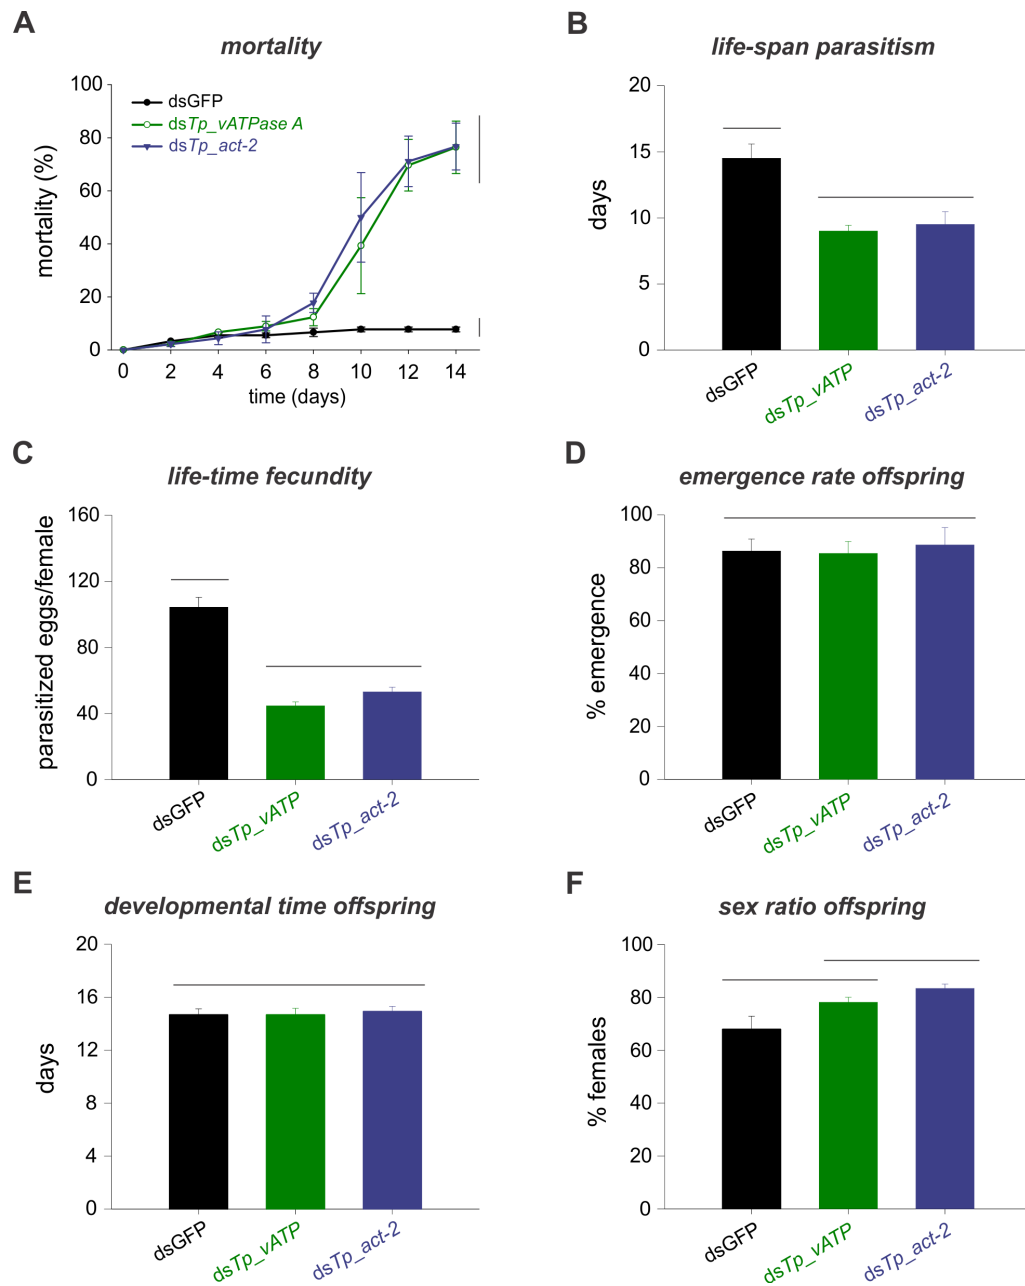 A
mortality
mortality (%)
100
80
60
40
20
0
dsGFP
dsTp_vATPase A
dsTp_act-2
0 2 4 6 8 10 12 14
time (days)
B
life-span parasitism
days
20
15
10
5
0
dsGFP
dsTp_vATP
dsTp_act-2
C
life-time fecundity
parasitized eggs/female
160
120
80
40
0
dsGFP
dsTp_vATP
dsTp_act-2
D
emergence rate offspring
% emergence
100
80
60
40
20
0
dsGFP
dsTp_vATP
dsTp_act-2
E
developmental time offspring
days
20
16
12
8
4
0
dsGFP
dsTp_vATP
dsTp_act-2
F
sex ratio offspring
% females
100
80
60
40
20
0
dsGFP
dsTp_vATP
dsTp_act-2